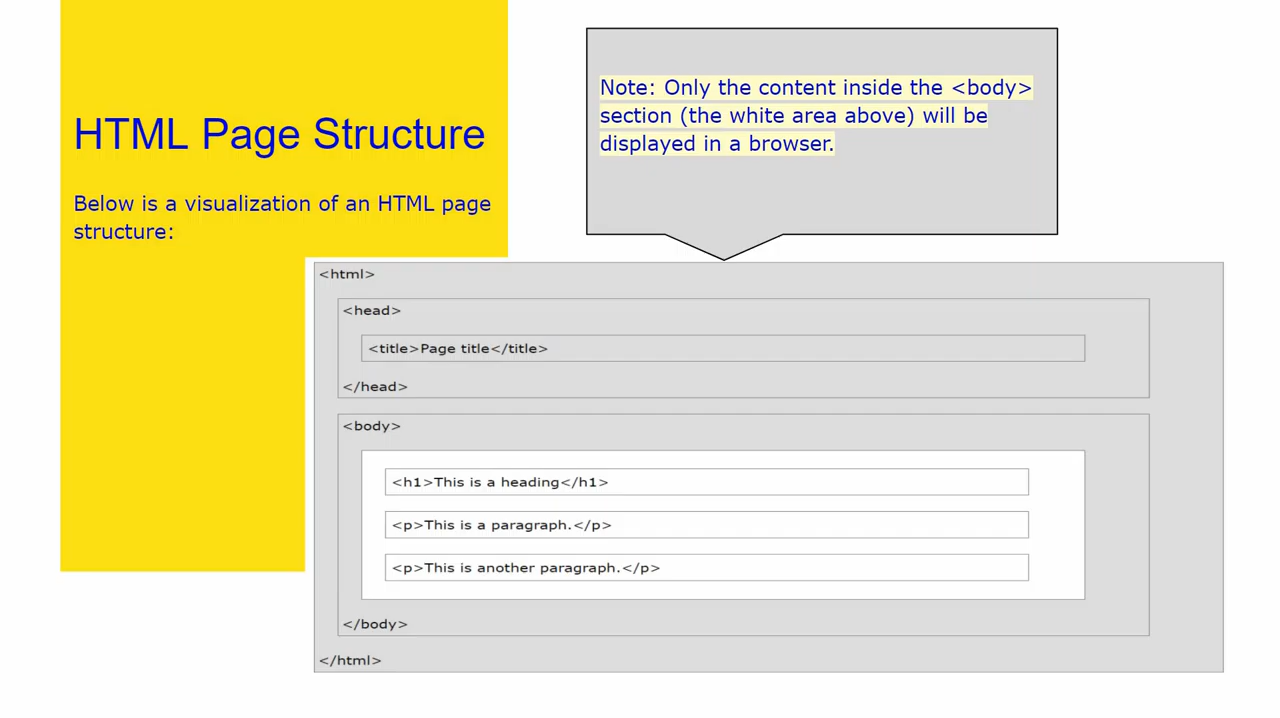 HTML Page Structure
Below is a visualization of an HTML page
structure:
Note: Only the content inside the <body>
section (the white area above) will be
displayed in a browser.
<html>
<head>
<title>Page title</title>
</head>
<body>
<h1>This is a heading</h1>
<p>This is a paragraph.</p>
<p>This is another paragraph.</p>
</body>
</html>